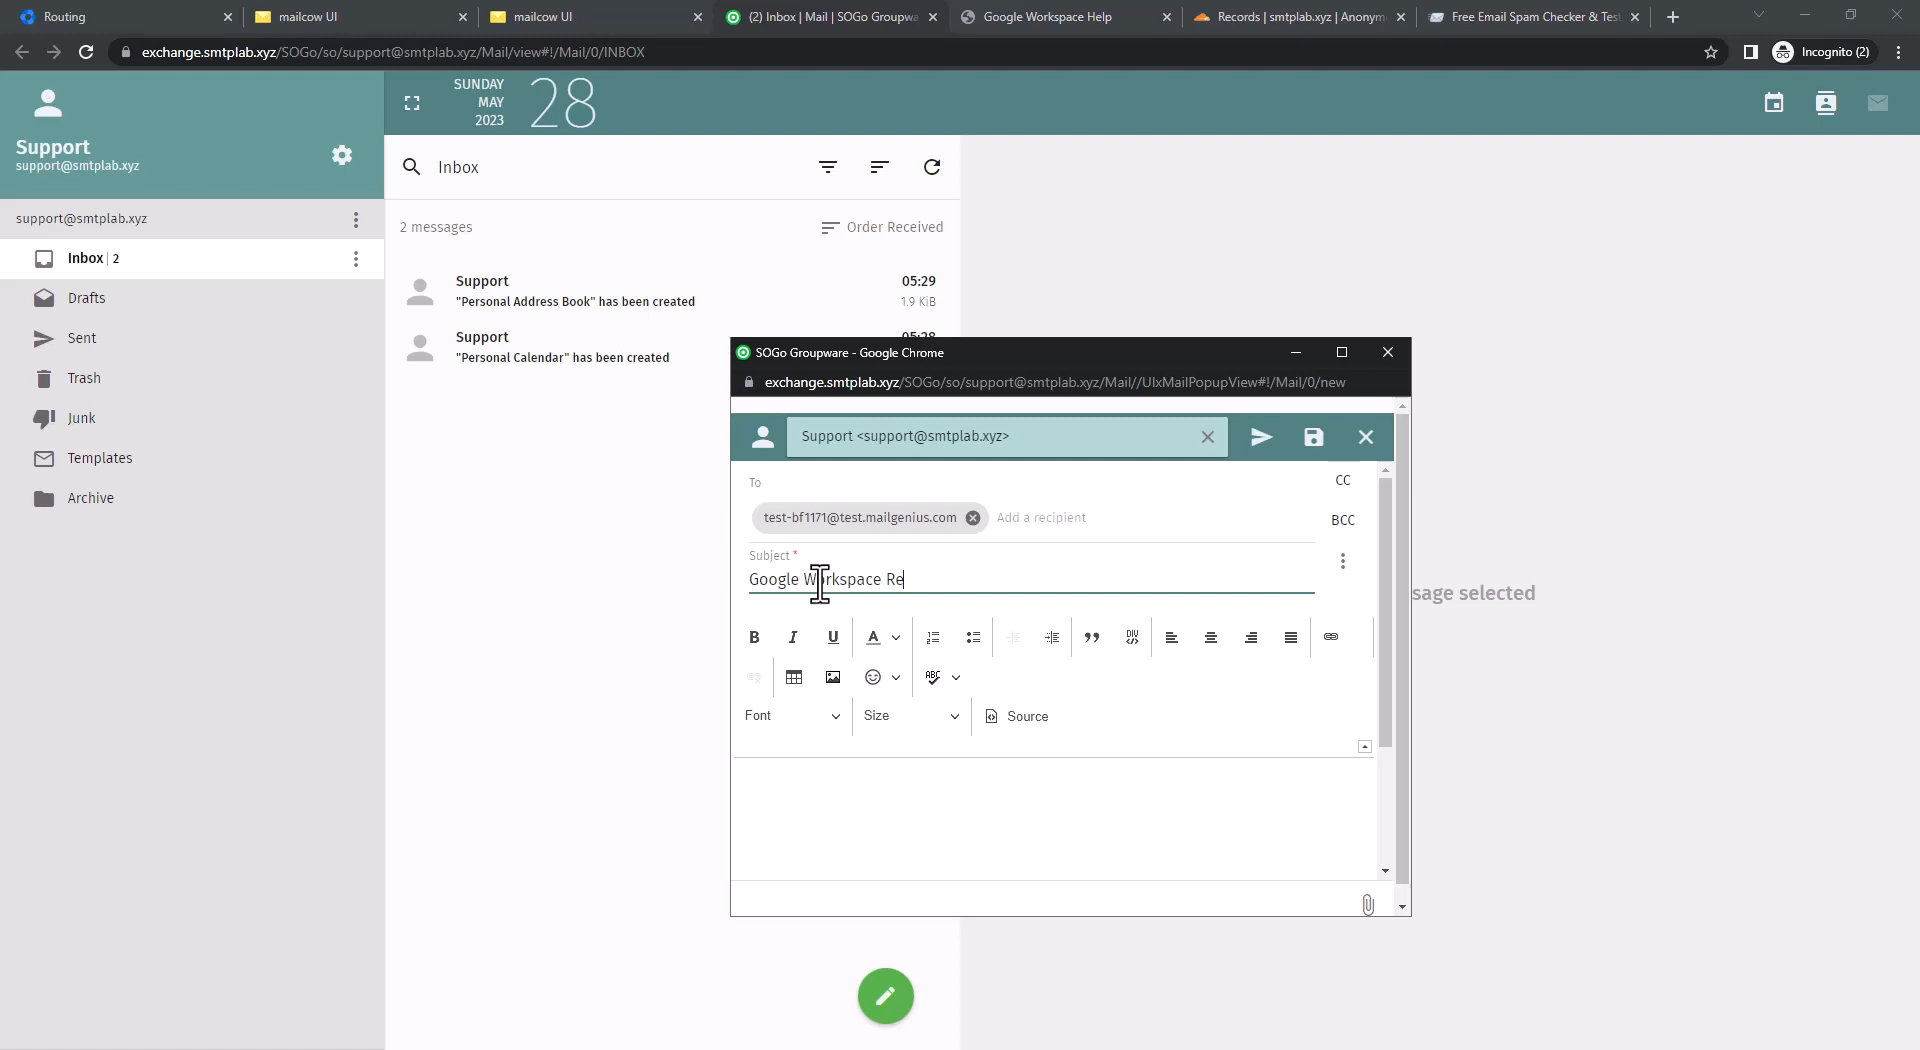 Routing
mailcow UI
mailcow UI
(2) Inbox | Mail | SOGo Groupwa
Google Workspace Help
Records | smtplab.xyz | Anonym
Free Email Spam Checker & Tes
exchange.smtplab.xyz/SOGo/so/support@smtplab.xyz/Mail/view#!/Mail/0/INBOX
Incognito (2)
Support
support@smtplab.xyz
SUNDAY
MAY
2023
28
support@smtplab.xyz
Inbox | 2
Drafts
Sent
Trash
Junk
Templates
Archive
Inbox
2 messages
Order Received
Support 05:29
"Personal Address Book" has been created 1.9 KiB
Support 05:28
"Personal Calendar" has been created
SOGo Groupware - Google Chrome
exchange.smtplab.xyz/SOGo/so/support@smtplab.xyz/Mail//UIxMailPopupView#!/Mail/0/new
Support <support@smtplab.xyz>
To
CC
test-bf1171@test.mailgenius.com Add a recipient
BCC
Subject *
Google Workspace Re
sage selected
B I U A DIV
ABC
Font Size Source